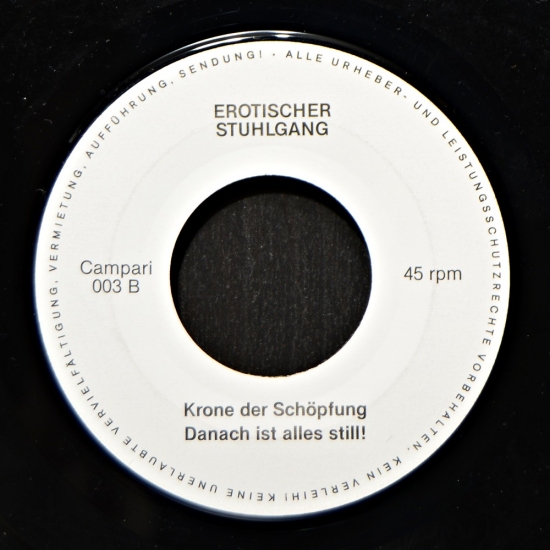 EROTISCHER
STUHLGANG
Campari
003 B
45 rpm
Krone der Schöpfung
Danach ist alles still!
ALLE URHEBER- UND LEISTUNGSSCHUTZRECHTE VORBEHALTEN. KEIN VERLEIH! KEINE UNERLAUBTE VERVIELFÄLTIGUNG, VERMIETUNG, AUFFÜHRUNG, SENDUNG! -